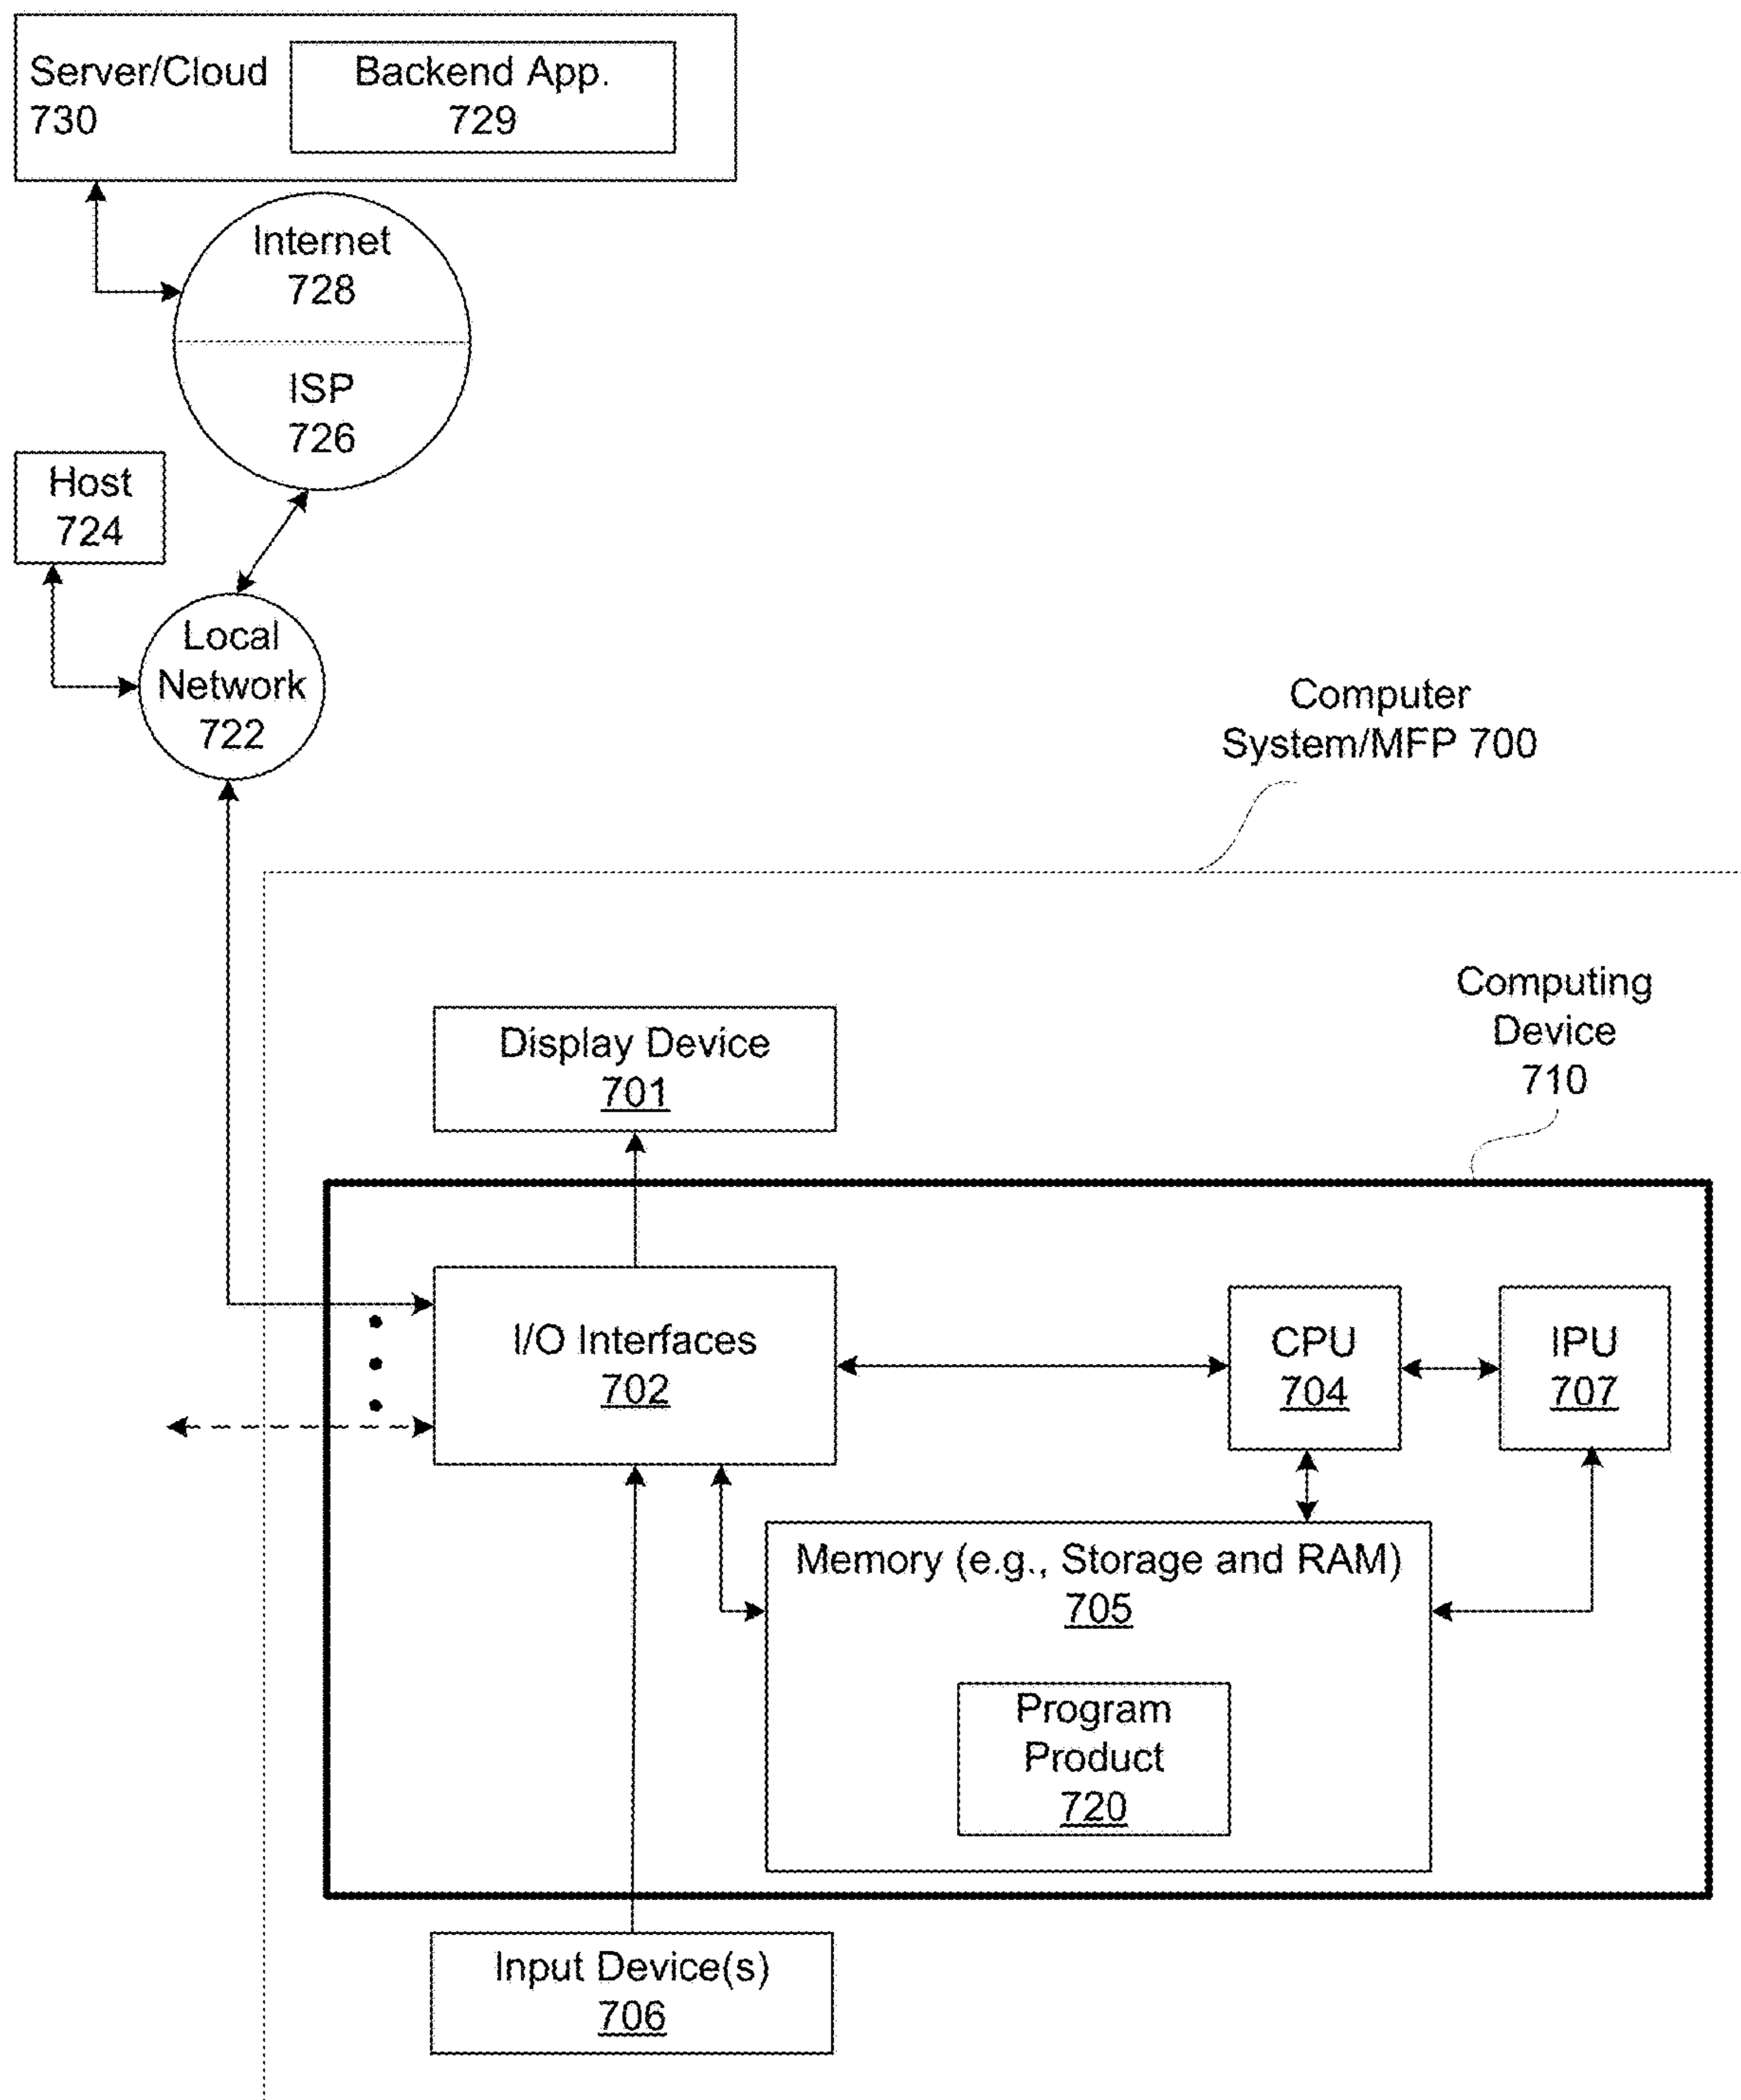 Server/Cloud
730
Backend App.
729
Internet
728
ISP
726
Host
724
Local
Network
722
Computer
System/MFP 700
Computing
Device
710
Display Device
701
I/O Interfaces
702
CPU
704
IPU
707
Memory (e.g., Storage and RAM)
705
Program
Product
720
Input Device(s)
706